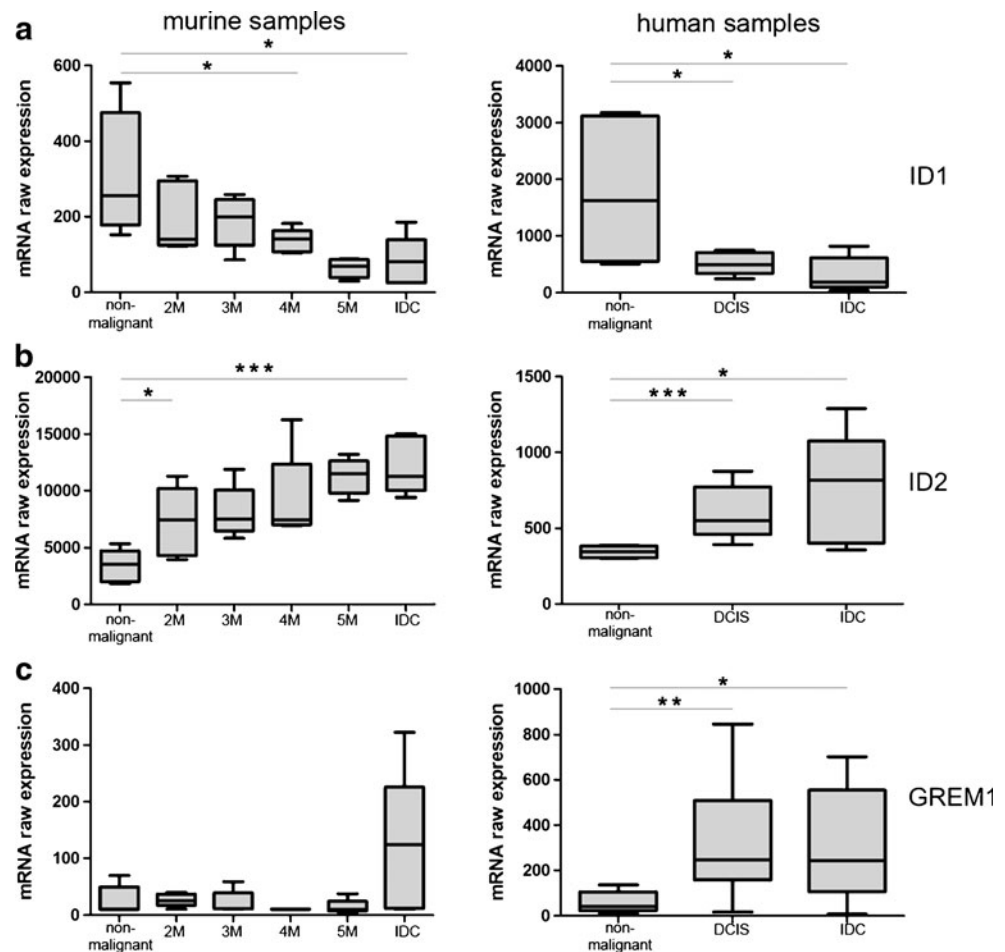 a
murine samples
human samples
*
*
mRNA raw expression
600
400
200
0
non-
malignant
2M
3M
4M
5M
IDC
*
*
mRNA raw expression
4000
3000
2000
1000
0
non-
malignant
DCIS
IDC
ID1
b
***
*
mRNA raw expression
20000
15000
10000
5000
0
non-
malignant
2M
3M
4M
5M
IDC
*
***
mRNA raw expression
1500
1000
500
0
non-
malignant
DCIS
IDC
ID2
c
mRNA raw expression
400
300
200
100
0
non-
malignant
2M
3M
4M
5M
IDC
*
**
mRNA raw expression
1000
800
600
400
200
0
non-
malignant
DCIS
IDC
GREM1